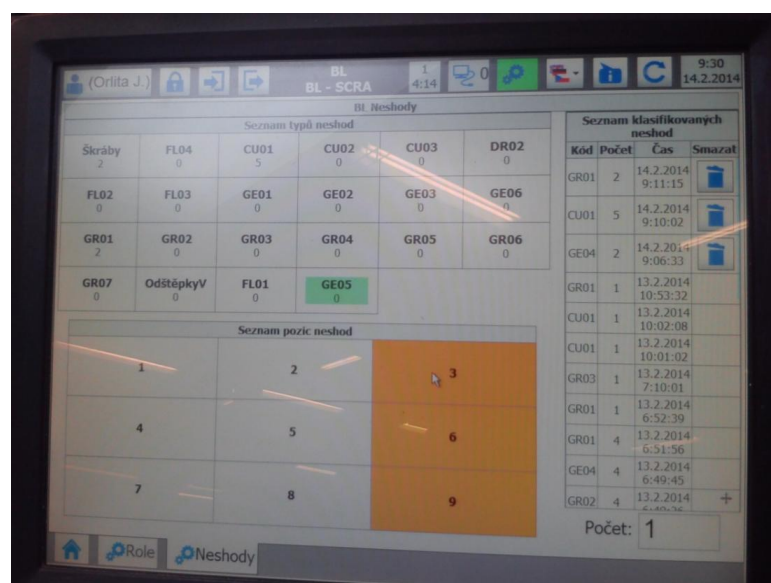 (Orlita J.)
BL
BL - SCRA
1
4:14
0
9:30
14.2.2014
BL Neshody
Seznam typů neshod
Škráby FL04 CU01 CU02 CU03 DR02
2 0 5 0 0 0
FL02 FL03 GE01 GE02 GE03 GE06
0 0 0 0 0 0
GR01 GR02 GR03 GR04 GR05 GR06
2 0 0 0 0 0
GR07 OdštěpkyV FL01 GE05
0 0 0 0
Seznam pozic neshod
1 2 3
4 5 6
7 8 9
Seznam klasifikovaných
neshod
Kód Počet Čas Smazat
GR01 2 14.2.2014
9:11:15
CU01 5 14.2.2014
9:10:02
GE04 2 14.2.2014
9:06:33
GR01 1 13.2.2014
10:53:32
CU01 1 13.2.2014
10:02:08
CU01 1 13.2.2014
10:01:02
GR03 1 13.2.2014
7:10:01
GR01 1 13.2.2014
6:52:39
GR01 4 13.2.2014
6:51:56
GE04 4 13.2.2014
6:49:45
GR02 4 13.2.2014 +
Počet: 1
Role Neshody